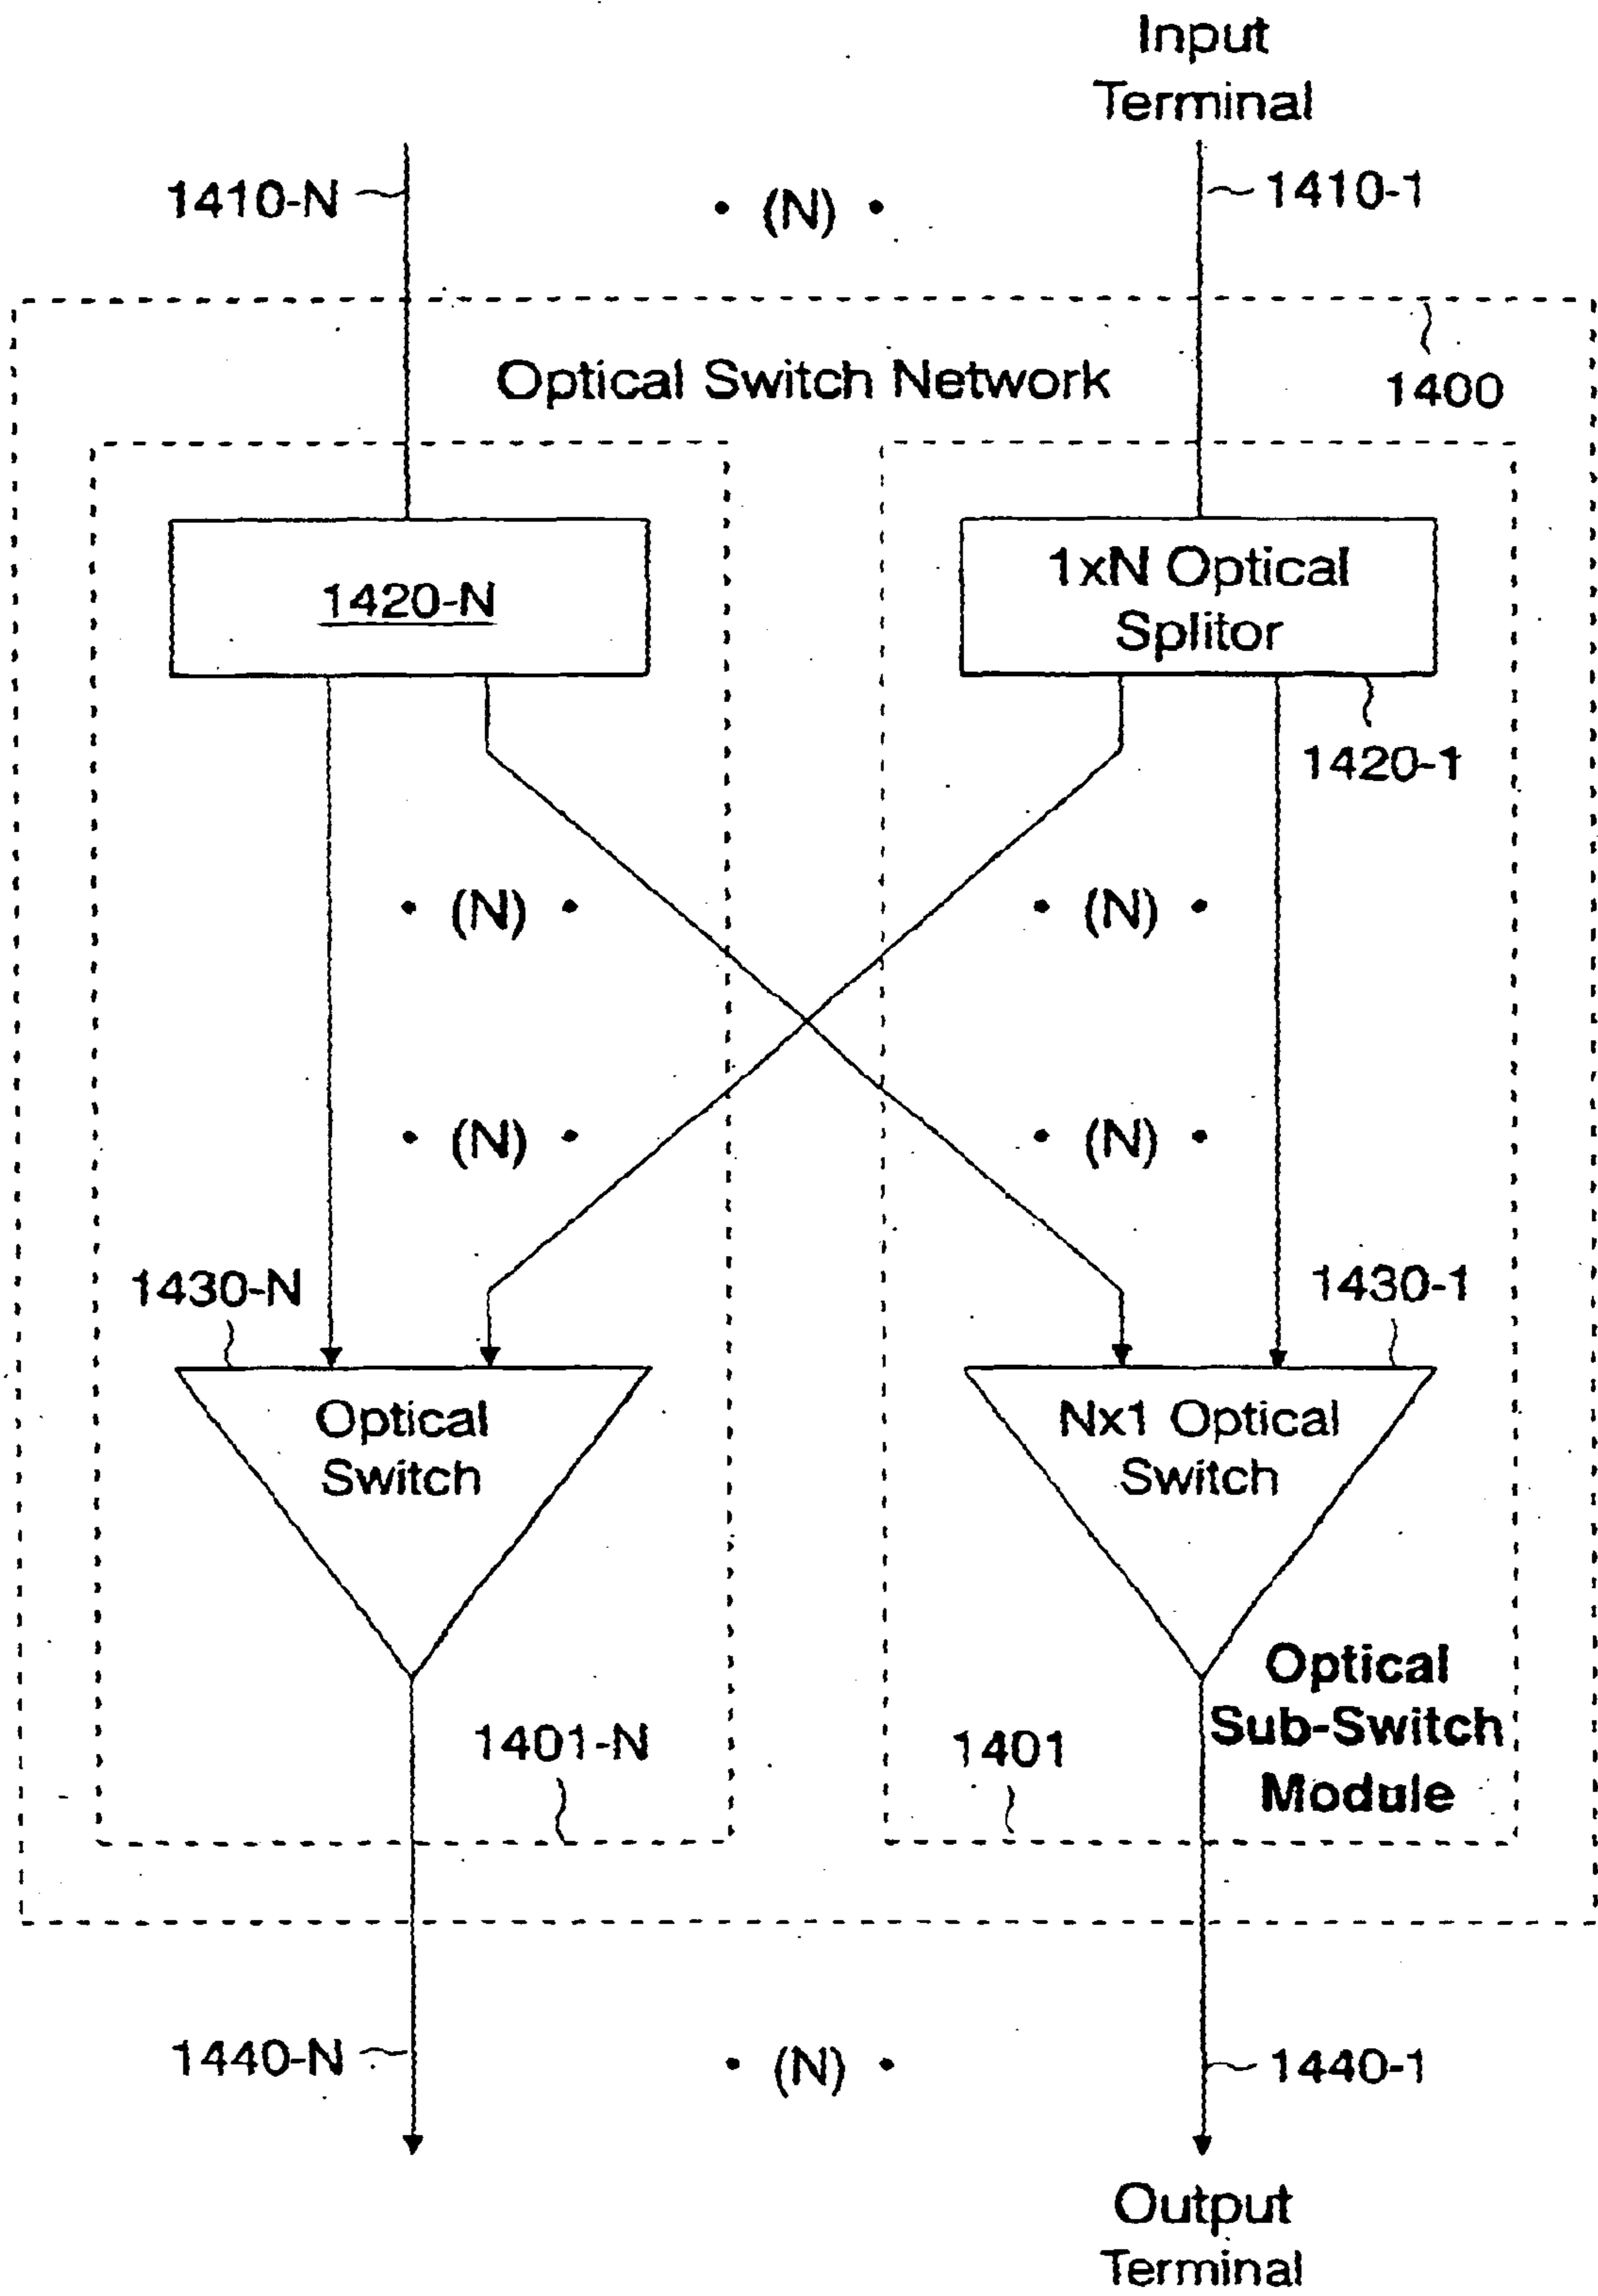 Input
Terminal
1410-N
(N)
1410-1
Optical Switch Network
1400
1420-N
1xN Optical
Splitor
1420-1
(N)
(N)
(N)
(N)
1430-N
1430-1
Optical
Switch
Nx1 Optical
Switch
1401-N
1401
Optical
Sub-Switch
Module
1440-N
(N)
1440-1
Output
Terminal